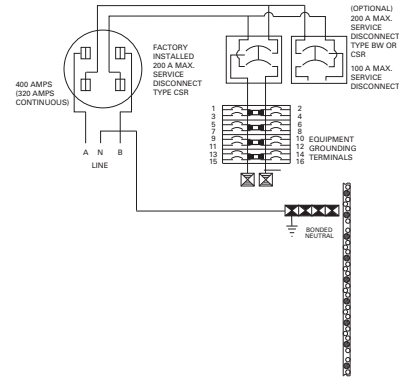 (OPTIONAL)
200 A MAX.
SERVICE
DISCONNECT
TYPE BW OR
CSR
100 A MAX.
SERVICE
DISCONNECT
FACTORY
INSTALLED
200 A MAX.
SERVICE
DISCONNECT
TYPE CSR
400 AMPS
(320 AMPS
CONTINUOUS)
A N B
LINE
1 2
3 4
5 6
7 8
9 10
11 12
13 14
15 16
EQUIPMENT
GROUNDING
TERMINALS
BONDED
NEUTRAL